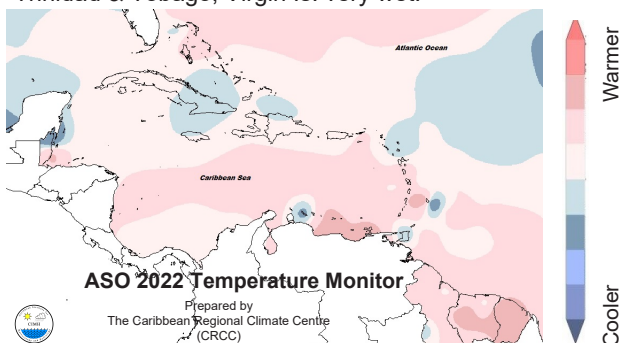 Trinidad & Tobago, Virgin Is. very wet.
Atlantic Ocean
Warmer
Caribbean Sea
ASO 2022 Temperature Monitor
Prepared by
The Caribbean Regional Climate Centre
(CRCC)
CIMH
Cooler